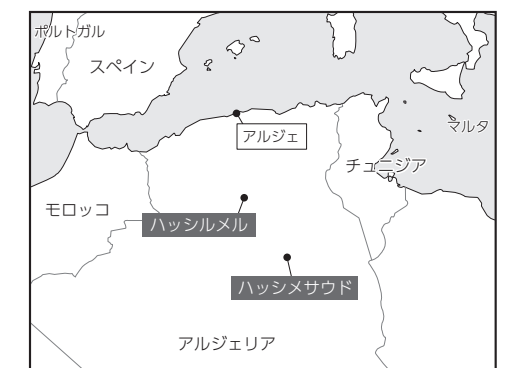 ポルトガル
スペイン
アルジェ
マルタ
チュニジア
モロッコ
ハッシルメル
ハッシメサウド
アルジェリア